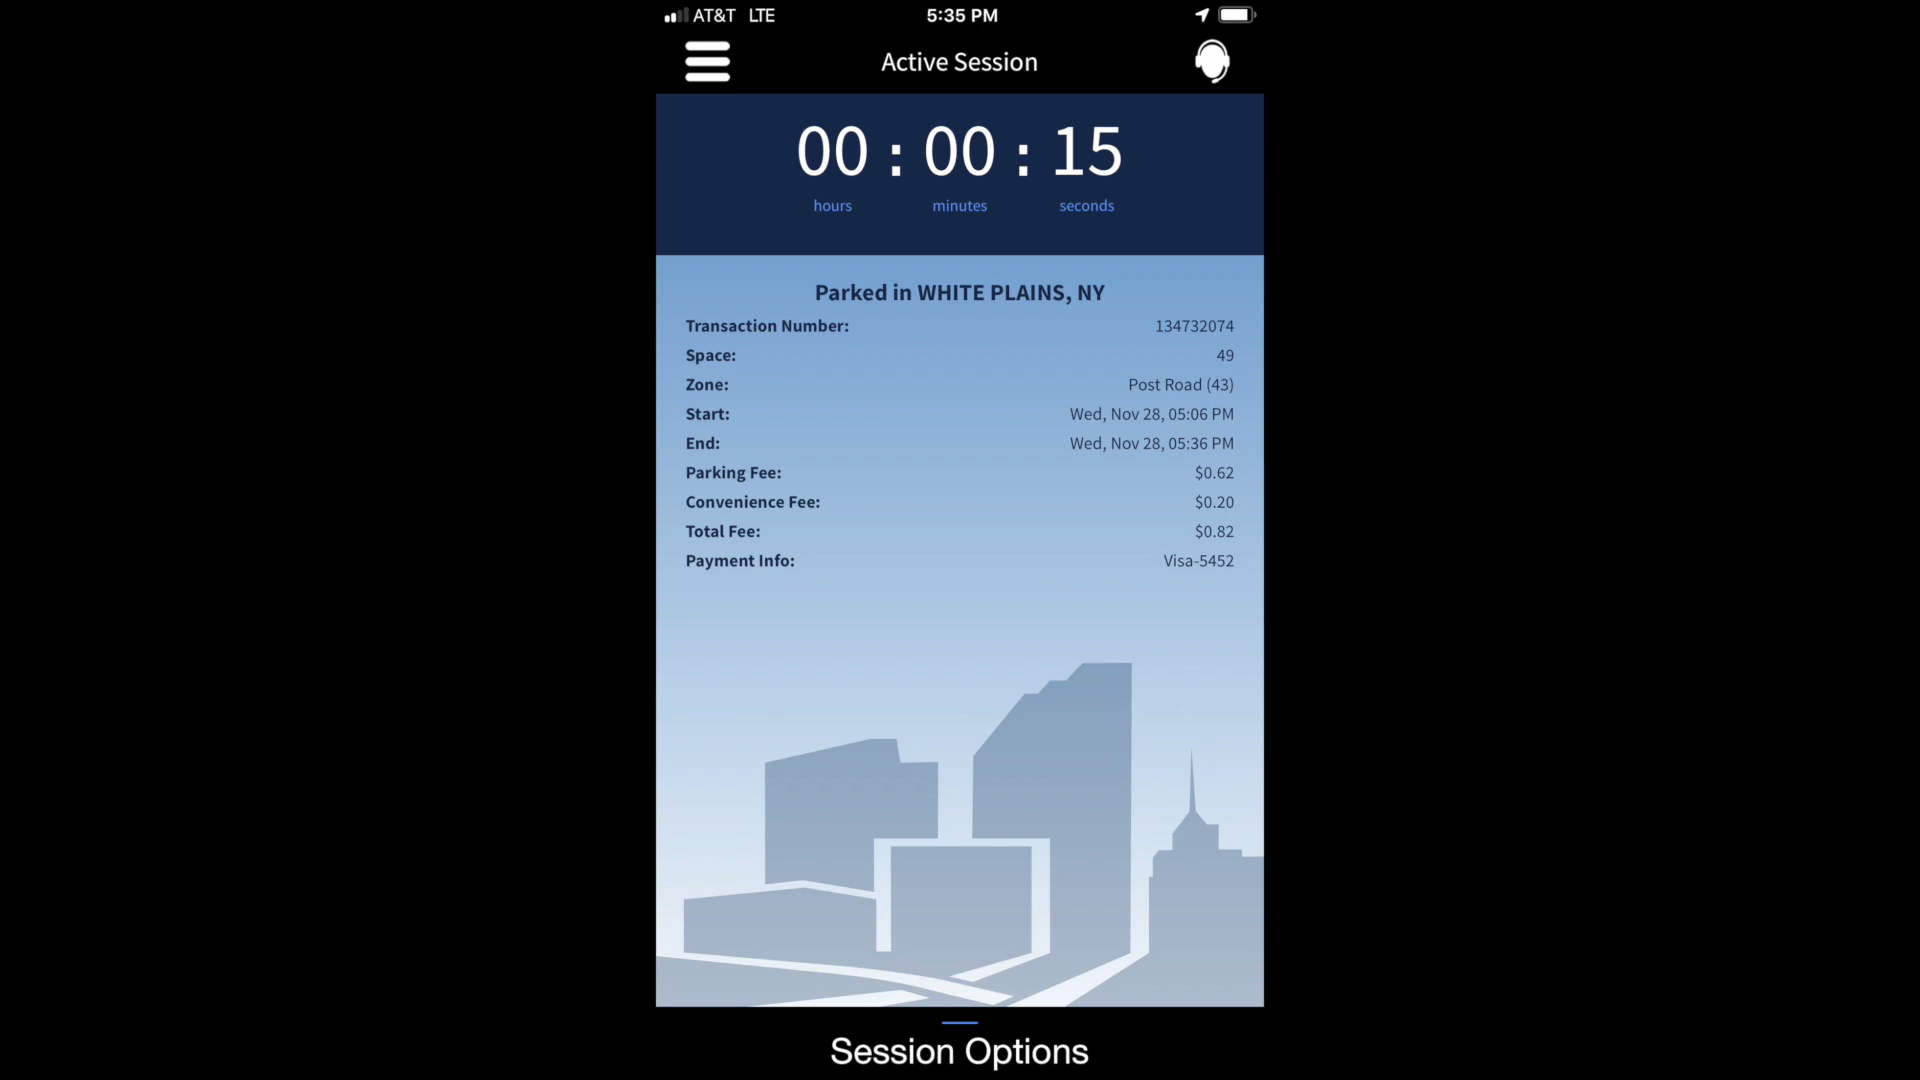 AT&T LTE 5:35 PM
Active Session
00 : 00 : 15
hours minutes seconds
Parked in WHITE PLAINS, NY
Transaction Number: 134732074
Space: 49
Zone: Post Road (43)
Start: Wed, Nov 28, 05:06 PM
End: Wed, Nov 28, 05:36 PM
Parking Fee: $0.62
Convenience Fee: $0.20
Total Fee: $0.82
Payment Info: Visa-5452
Session Options